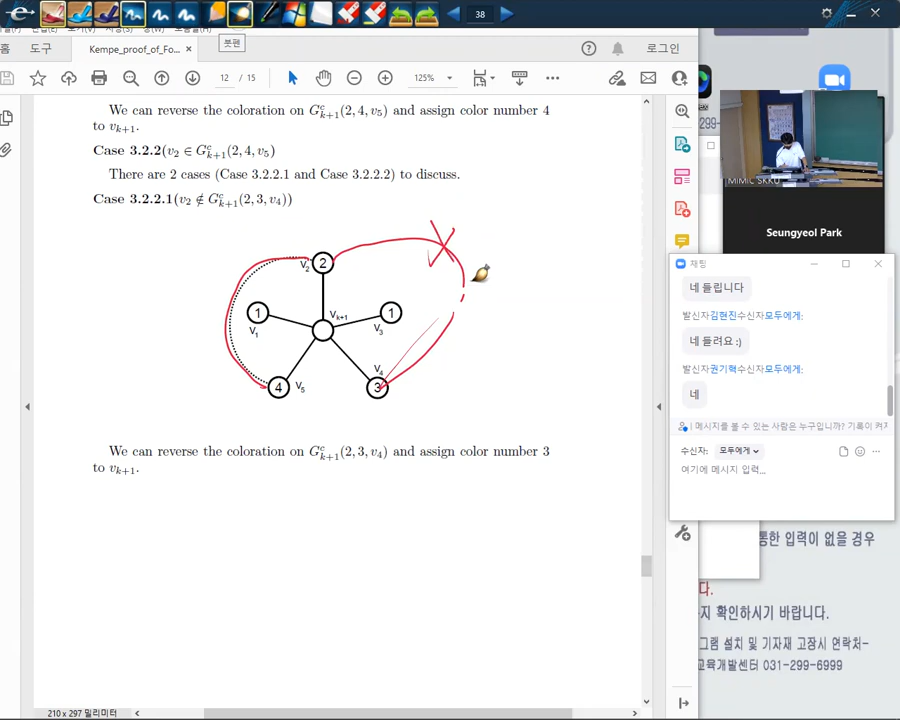 38
붓펜
홈
도구
Kempe_proof_of_Fo... ×
로그인
12 / 15
125%
We can reverse the coloration on G^c_{k+1}(2, 4, v_5) and assign color number 4
to v_{k+1}.
Case 3.2.2(v_2 ∈ G^c_{k+1}(2, 4, v_5)
There are 2 cases (Case 3.2.2.1 and Case 3.2.2.2) to discuss.
Case 3.2.2.1(v_2 ∉ G^c_{k+1}(2, 3, v_4))
V_2
2
1
V_1
V_{k+1}
1
V_3
V_4
4
V_5
3
We can reverse the coloration on G^c_{k+1}(2, 3, v_4) and assign color number 3
to v_{k+1}.
210 x 297 밀리미터
MIMIC SKKU
Seungyeol Park
채팅
네 들립니다
발신자김현진수신자모두에게:
네 들려요 :)
발신자권기혁수신자모두에게:
네
메시지를 볼 수 있는 사람은 누구입니까? 기록이 켜져
수신자: 모두에게
여기에 메시지 입력...
통한 입력이 없을 경우
다.
지 확인하시기 바랍니다.
그램 설치 및 기자재 고장시 연락처-
교육개발센터 031-299-6999